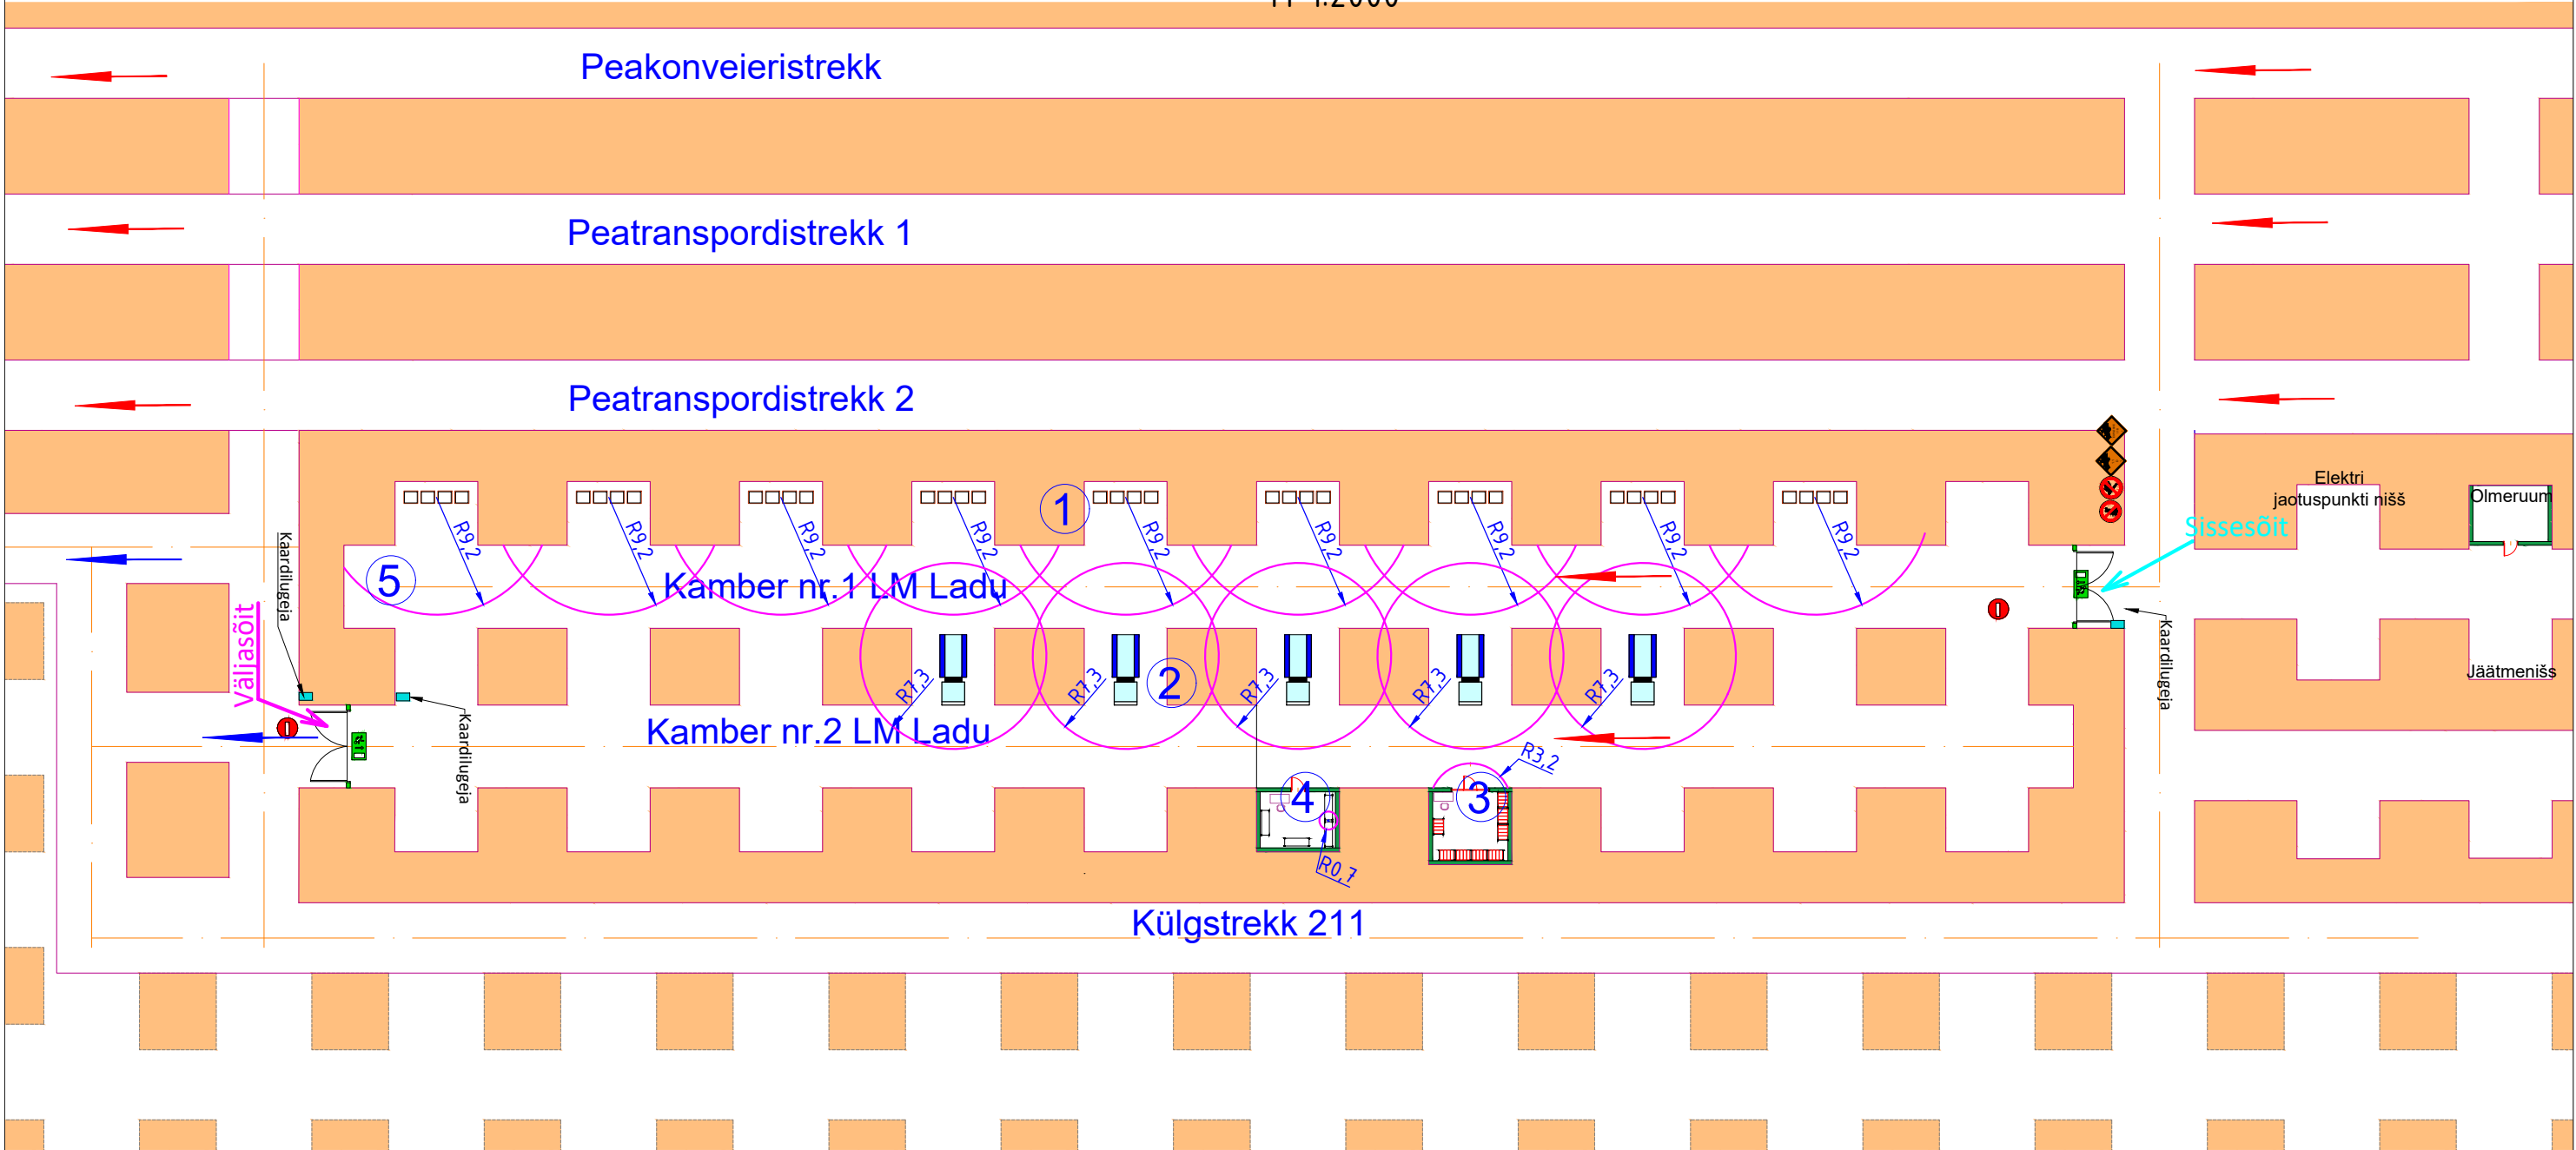 Peakonveieristrekk
Peatranspordistrekk 1
Peatranspordistrekk 2
Elektri
jaotuspunkti nišš
Olmeruum
Sissesõit
1
R9,2
R9,2
R9,2
R9,2
R9,2
R9,2
R9,2
R9,2
R9,2
Kaardilugeja
5
Kamber nr.1 LM Ladu
Väljasõit
Kaardilugeja
Jäätmenišs
2
R7,3
R7,3
R7,3
R7,3
R7,3
Kaardilugeja
Kamber nr.2 LM Ladu
R3,2
4
3
R0,7
Külgstrekk 211